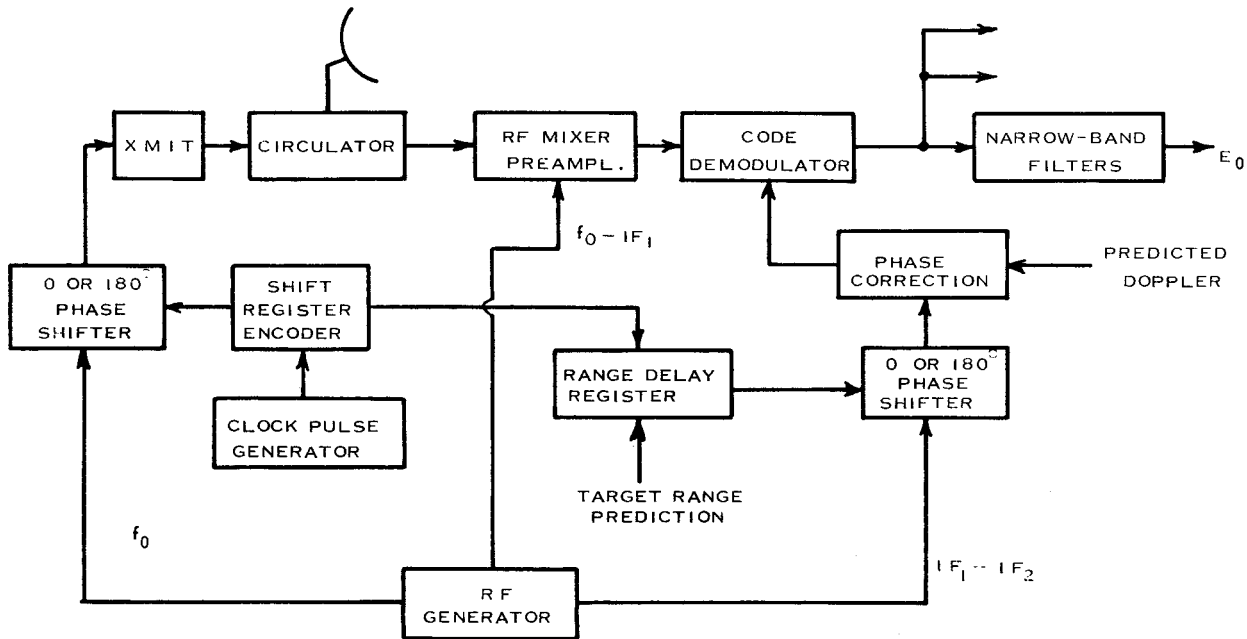 XMIT
CIRCULATOR
RF MIXER
PREAMPL.
CODE
DEMODULATOR
NARROW-BAND
FILTERS
E0
f0 - IF1
0 OR 180°
PHASE
SHIFTER
SHIFT
REGISTER
ENCODER
PHASE
CORRECTION
PREDICTED
DOPPLER
RANGE DELAY
REGISTER
0 OR 180°
PHASE
SHIFTER
CLOCK PULSE
GENERATOR
TARGET RANGE
PREDICTION
f0
IF1 - IF2
RF
GENERATOR